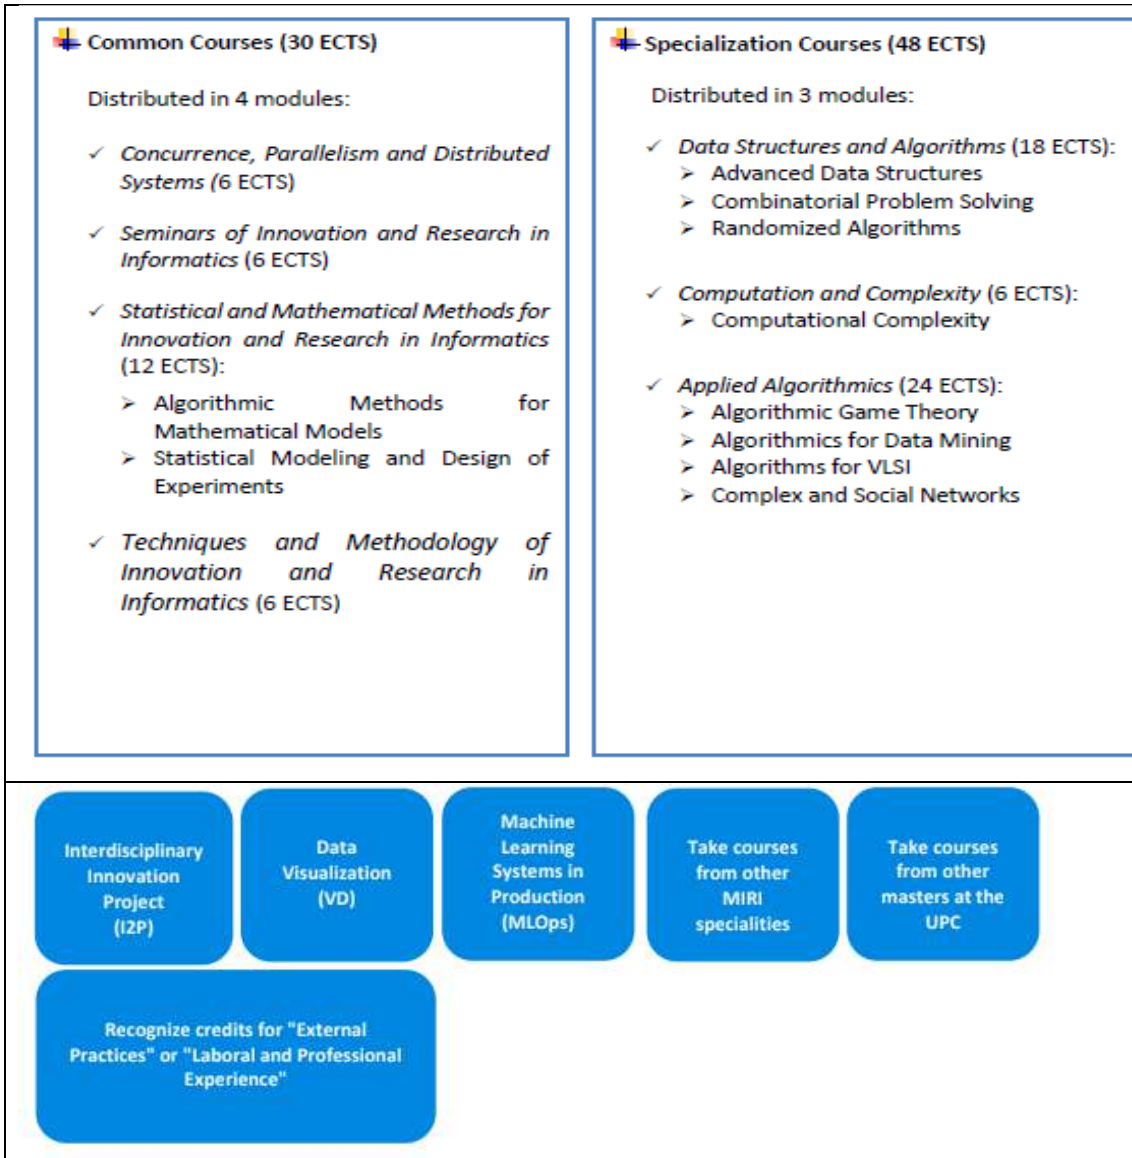 Common Courses (30 ECTS)
Distributed in 4 modules:
✓ Concurrence, Parallelism and Distributed
Systems (6 ECTS)
✓ Seminars of Innovation and Research in
Informatics (6 ECTS)
✓ Statistical and Mathematical Methods for
Innovation and Research in Informatics
(12 ECTS):
➢ Algorithmic Methods for
Mathematical Models
➢ Statistical Modeling and Design of
Experiments
✓ Techniques and Methodology of
Innovation and Research in
Informatics (6 ECTS)
Specialization Courses (48 ECTS)
Distributed in 3 modules:
✓ Data Structures and Algorithms (18 ECTS):
➢ Advanced Data Structures
➢ Combinatorial Problem Solving
➢ Randomized Algorithms
✓ Computation and Complexity (6 ECTS):
➢ Computational Complexity
✓ Applied Algorithmics (24 ECTS):
➢ Algorithmic Game Theory
➢ Algorithmics for Data Mining
➢ Algorithms for VLSI
➢ Complex and Social Networks
Interdisciplinary
Innovation
Project
(I2P)
Data
Visualization
(VD)
Machine
Learning
Systems in
Production
(MLOps)
Take courses
from other
MIRI
specialities
Take courses
from other
masters at the
UPC
Recognize credits for "External
Practices" or "Laboral and Professional
Experience"